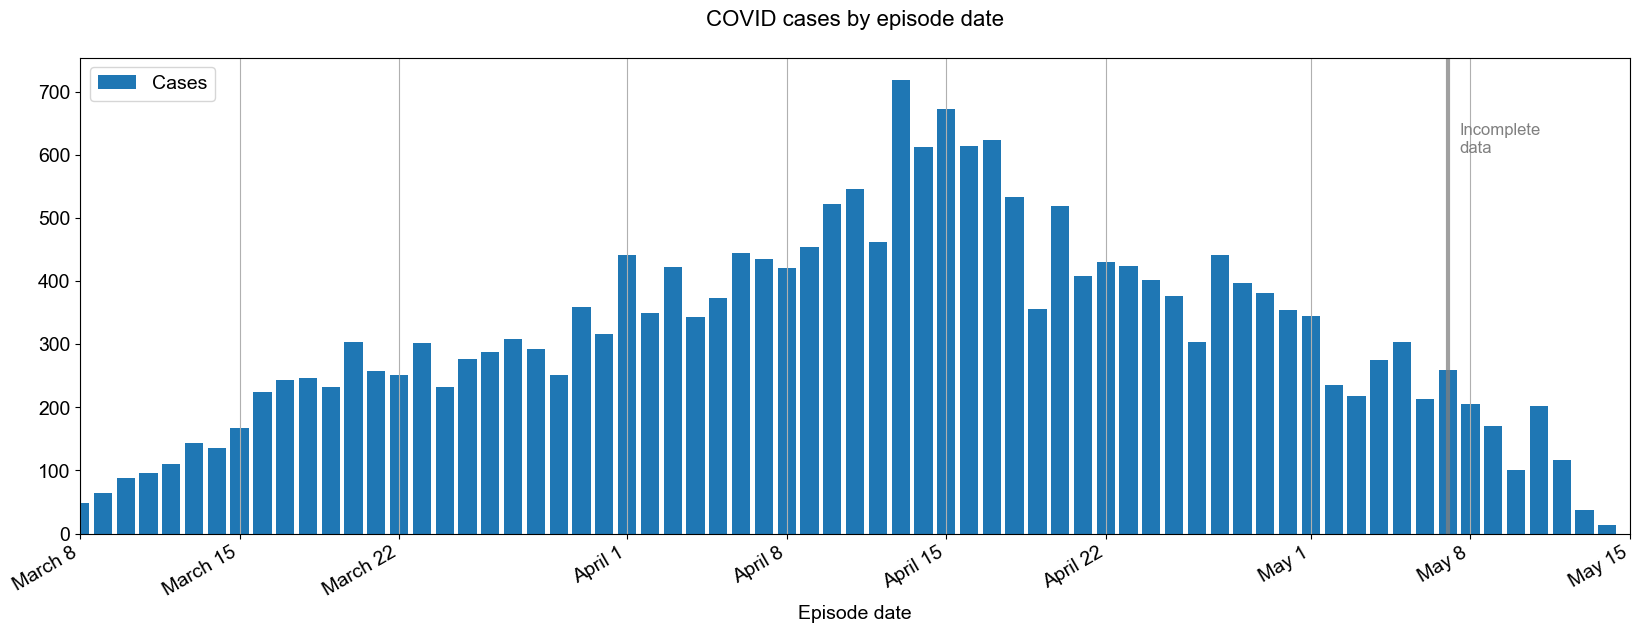 COVID cases by episode date
Cases
700
600
500
400
300
200
100
0
Incomplete
data
March 8
March 15
March 22
April 1
April 8
April 15
April 22
May 1
May 8
May 15
Episode date